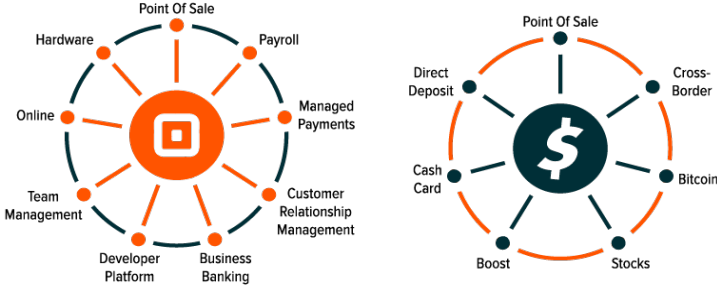 Point Of Sale
Payroll
Managed
Payments
Customer
Relationship
Management
Business
Banking
Developer
Platform
Team
Management
Online
Hardware
Point Of Sale
Cross-
Border
Bitcoin
Stocks
Boost
Cash
Card
Direct
Deposit
$